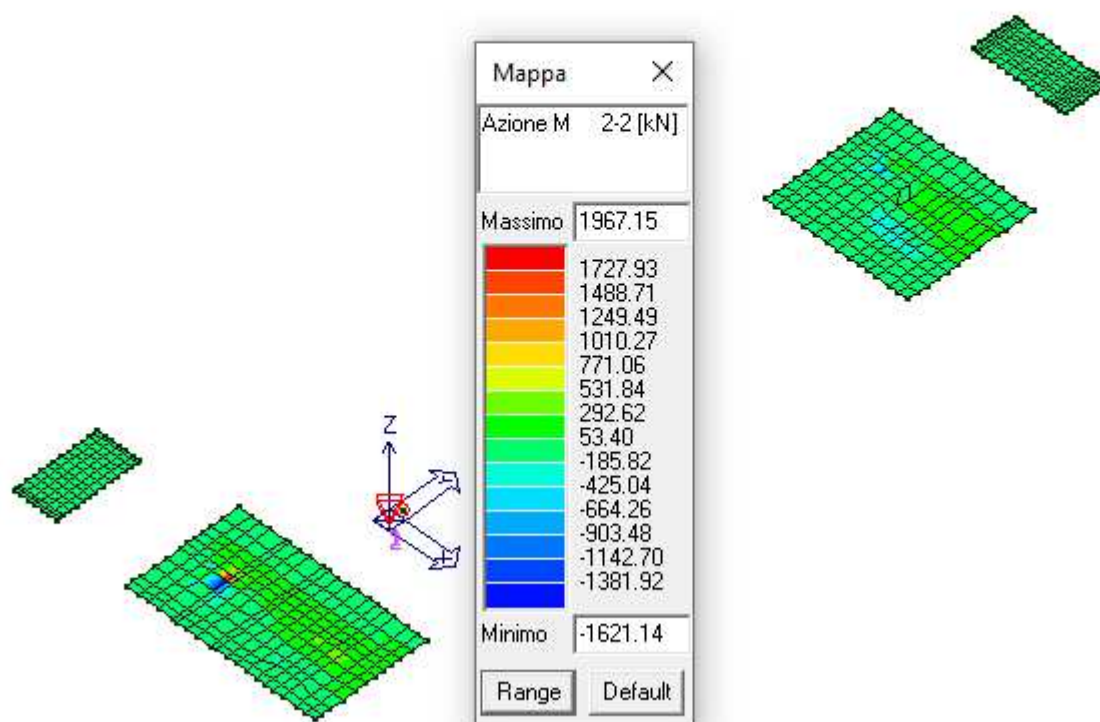 Mappa
Azione M 2-2 [kN]
Massimo 1967.15
1727.93
1488.71
1249.49
1010.27
771.06
531.84
292.62
53.40
-185.82
-425.04
-664.26
-903.48
-1142.70
-1381.92
Minimo -1621.14
Range Default
Z